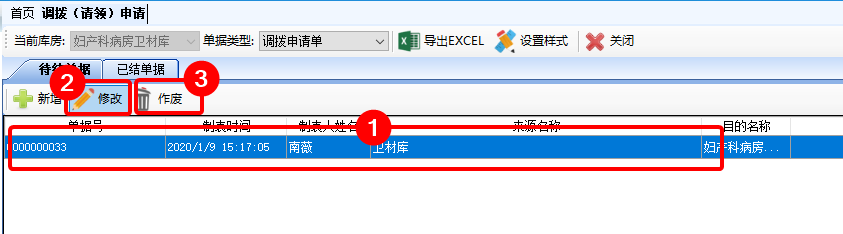 首页 调拨（请领）申请
当前库房: 妇产科病房卫材库 单据类型: 调拨申请单 导出EXCEL 设置样式 关闭
待结单据 已结单据
2 3
新增 修改 作废
1
单据号 制表时间 制表人姓名 来源名称 目的名称
000000033 2020/1/9 15:17:05 南薇 卫材库 妇产科病房...